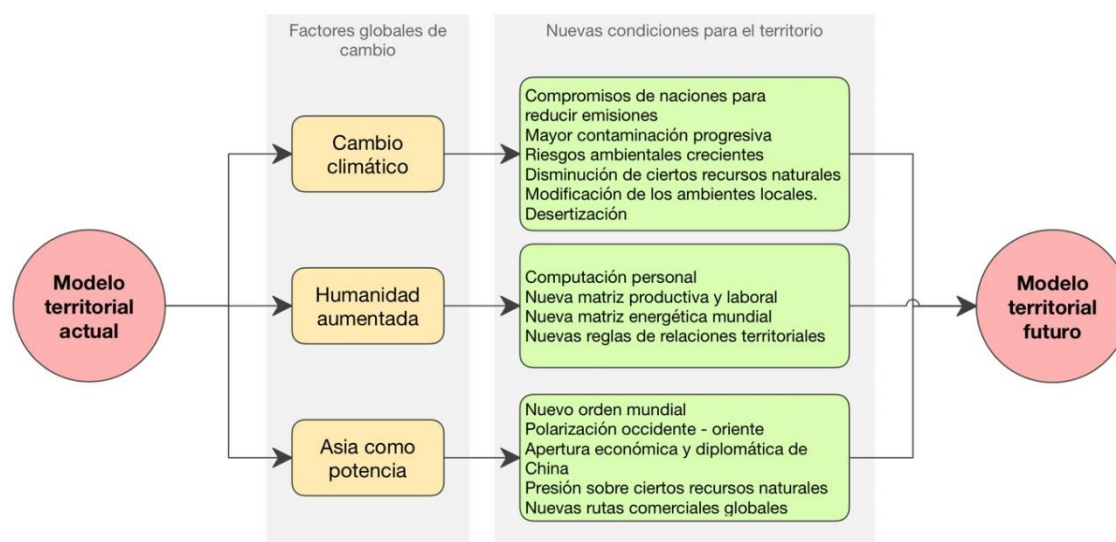 Factores globales de
cambio
Nuevas condiciones para el territorio
Modelo
territorial
actual
Cambio
climático
Compromisos de naciones para
reducir emisiones
Mayor contaminación progresiva
Riesgos ambientales crecientes
Disminución de ciertos recursos naturales
Modificación de los ambientes locales.
Desertización
Humanidad
aumentada
Computación personal
Nueva matriz productiva y laboral
Nueva matriz energética mundial
Nuevas reglas de relaciones territoriales
Asia como
potencia
Nuevo orden mundial
Polarización occidente - oriente
Apertura económica y diplomática de
China
Presión sobre ciertos recursos naturales
Nuevas rutas comerciales globales
Modelo
territorial
futuro